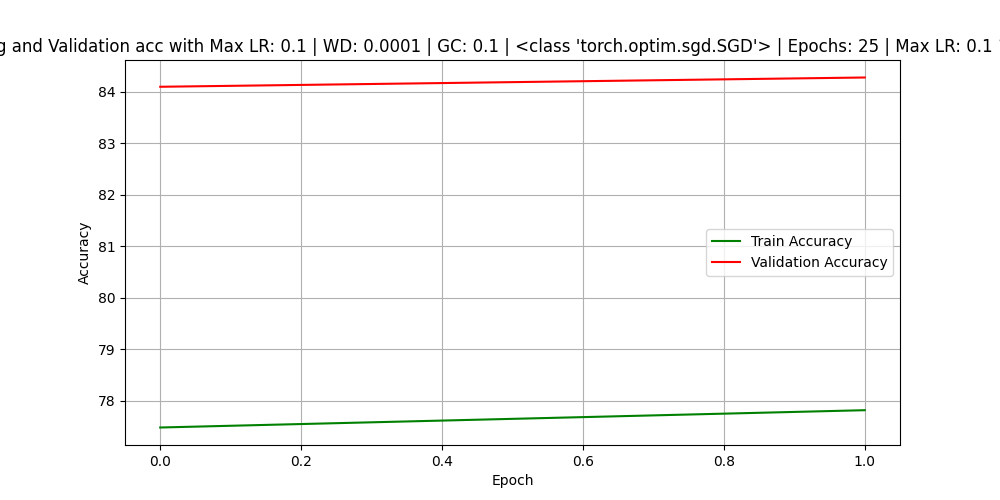 and Validation acc with Max LR: 0.1 | WD: 0.0001 | GC: 0.1 | <class 'torch.optim.sgd.SGD'> | Epochs: 25 | Max LR: 0.1
84
83
82
81
80
79
78
Accuracy
Train Accuracy
Validation Accuracy
0.0 0.2 0.4 0.6 0.8 1.0
Epoch